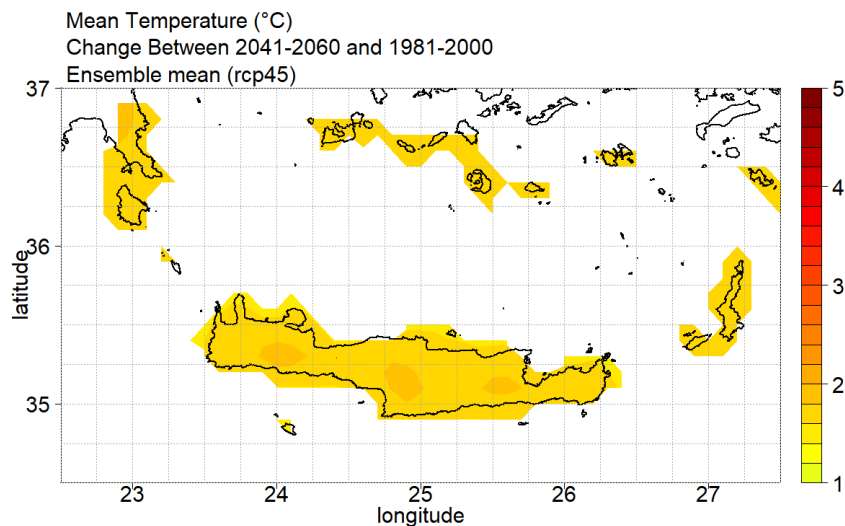 Mean Temperature (°C)
Change Between 2041-2060 and 1981-2000
Ensemble mean (rcp45)
37
36
35
latitude
23 24 25 26 27
longitude
5
4
3
2
1